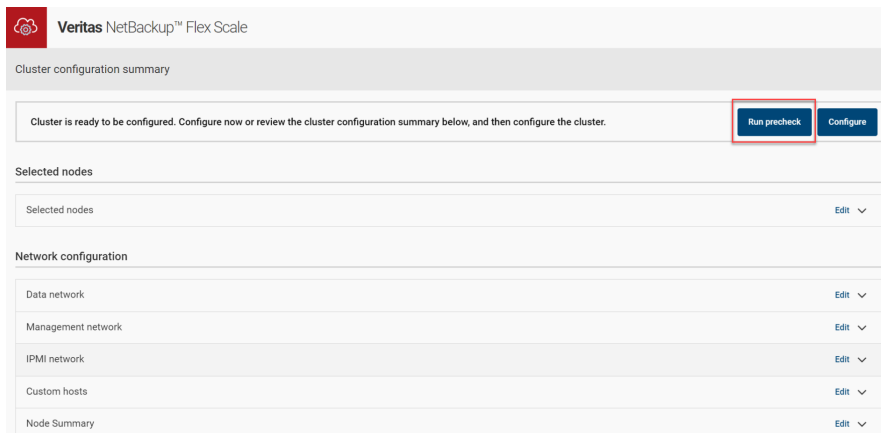 Veritas NetBackup™ Flex Scale
Cluster configuration summary
Cluster is ready to be configured. Configure now or review the cluster configuration summary below, and then configure the cluster. Run precheck Configure
Selected nodes
Selected nodes Edit
Network configuration
Data network Edit
Management network Edit
IPMI network Edit
Custom hosts Edit
Node Summary Edit